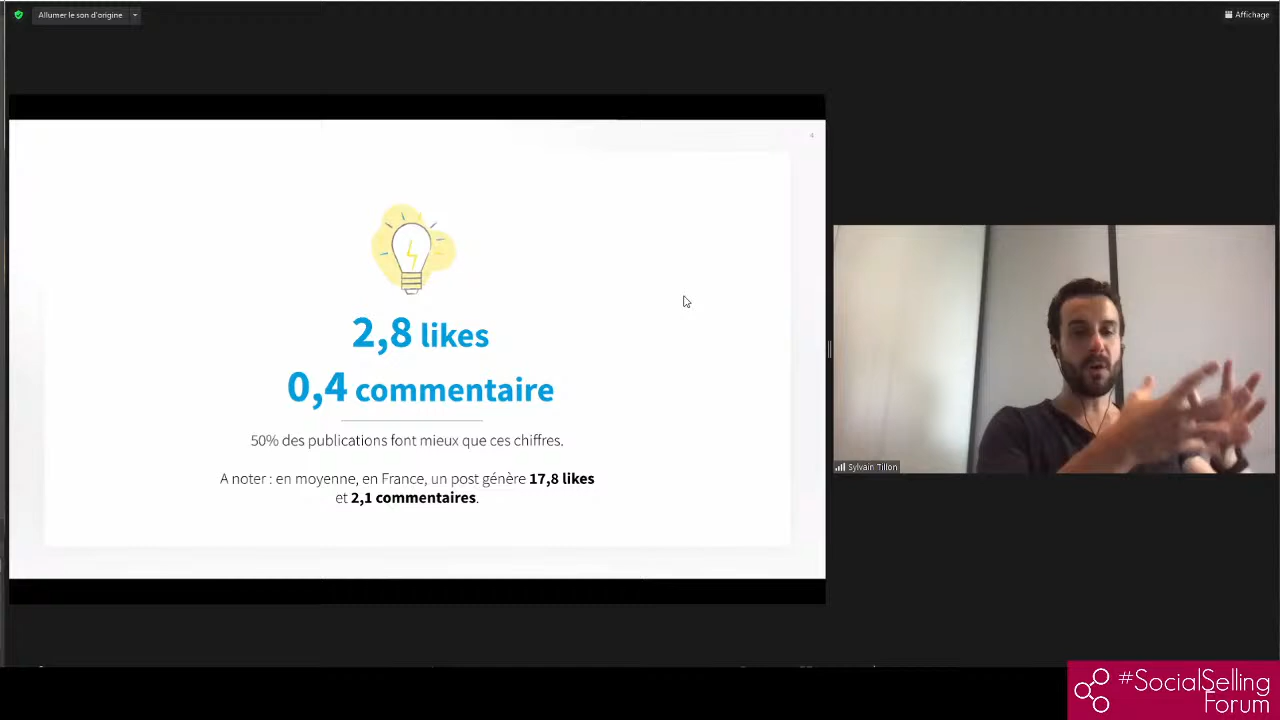 Allumer le son d'origine
Affichage
4
2,8 likes
0,4 commentaire
50% des publications font mieux que ces chiffres.
A noter : en moyenne, en France, un post génère 17,8 likes
et 2,1 commentaires.
Sylvain Tillon
#SocialSelling
Forum